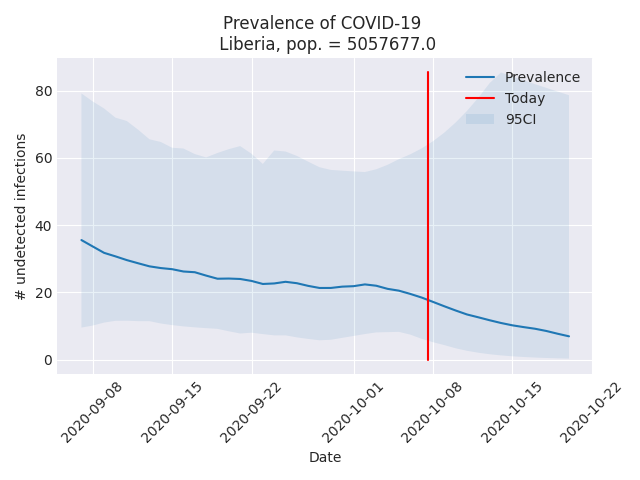 Prevalence of COVID-19
Liberia, pop. = 5057677.0
Prevalence
Today
95CI
# undetected infections
80
60
40
20
0
2020-09-08
2020-09-15
2020-09-22
2020-10-01
2020-10-08
2020-10-15
2020-10-22
Date